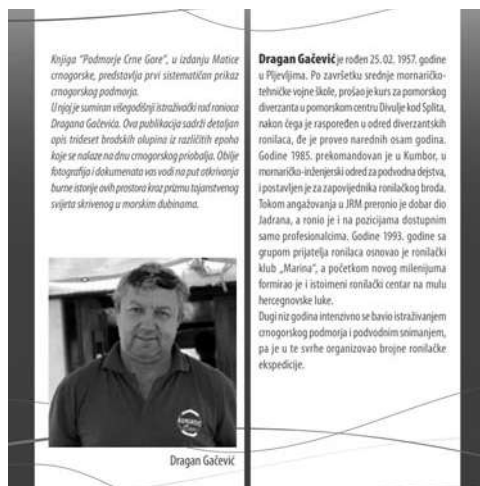 Knjiga "Podmorje Crne Gore", u izdanju Matice
crnogorske, predstavlja prvi sistematičan prikaz
crnogorskog podmorja.
U njoj je sumiran višegodišnji istraživački rad ronioca
Dragana Gačevića. Ova publikacija sadrži detaljan
opis trideset brodskih olupina iz različitih epoha
koje se nalaze na dnu crnogorskog priobalja. Obilje
fotografija i dokumenata vas vodi na put otkrivanja
burne istorije ovih prostora kroz prizmu tajanstvenog
svijeta skrivenog u morskim dubinama.
Dragan Gačević
Dragan Gačević je rođen 25. 02. 1957. godine
u Pljevljima. Po završetku srednje mornaričko-
tehničke vojne škole, prošao je kurs za pomorskog
diverzanta u pomorskom centru Divulje kod Splita,
nakon čega je raspoređen u odred diverzantskih
ronilaca, đe je proveo narednih osam godina.
Godine 1985. prekomandovan je u Kumbor, u
mornaričko-inženjerski odred za podvodna dejstva,
i postavljen je za zapovijednika ronilačkog broda.
Tokom angažovanja u JRM preronio je dobar dio
Jadrana, a ronio je i na pozicijama dostupnim
samo profesionalcima. Godine 1993. godine sa
grupom prijatelja ronilaca osnovao je ronilački
klub „Marina“, a početkom novog milenijuma
formirao je i istoimeni ronilački centar na mulu
hercegnovske luke.
Dugi niz godina intenzivno se bavio istraživanjem
crnogorskog podmorja i podvodnim snimanjem,
pa je u te svrhe organizovao brojne ronilačke
ekspedicije.